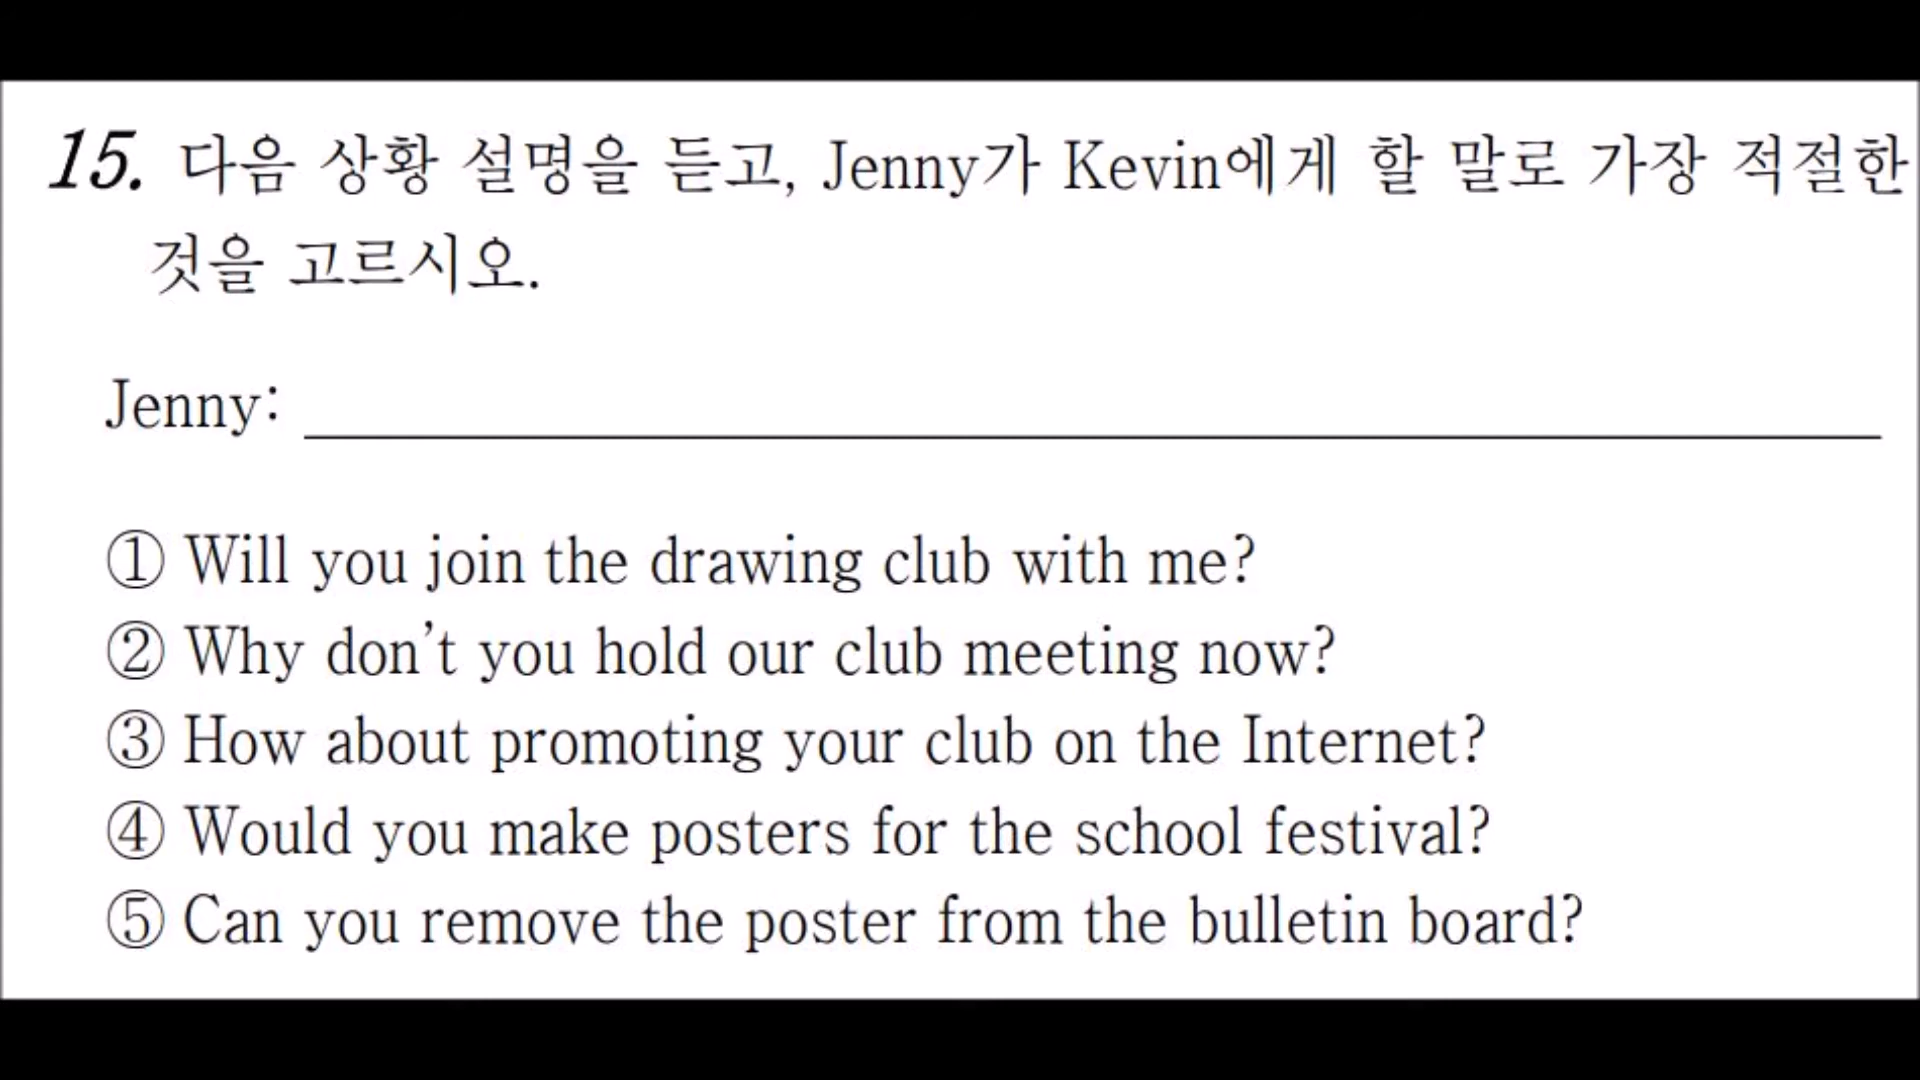 15. 다음 상황 설명을 듣고, Jenny가 Kevin에게 할 말로 가장 적절한
것을 고르시오.
Jenny:
① Will you join the drawing club with me?
② Why don't you hold our club meeting now?
③ How about promoting your club on the Internet?
④ Would you make posters for the school festival?
⑤ Can you remove the poster from the bulletin board?